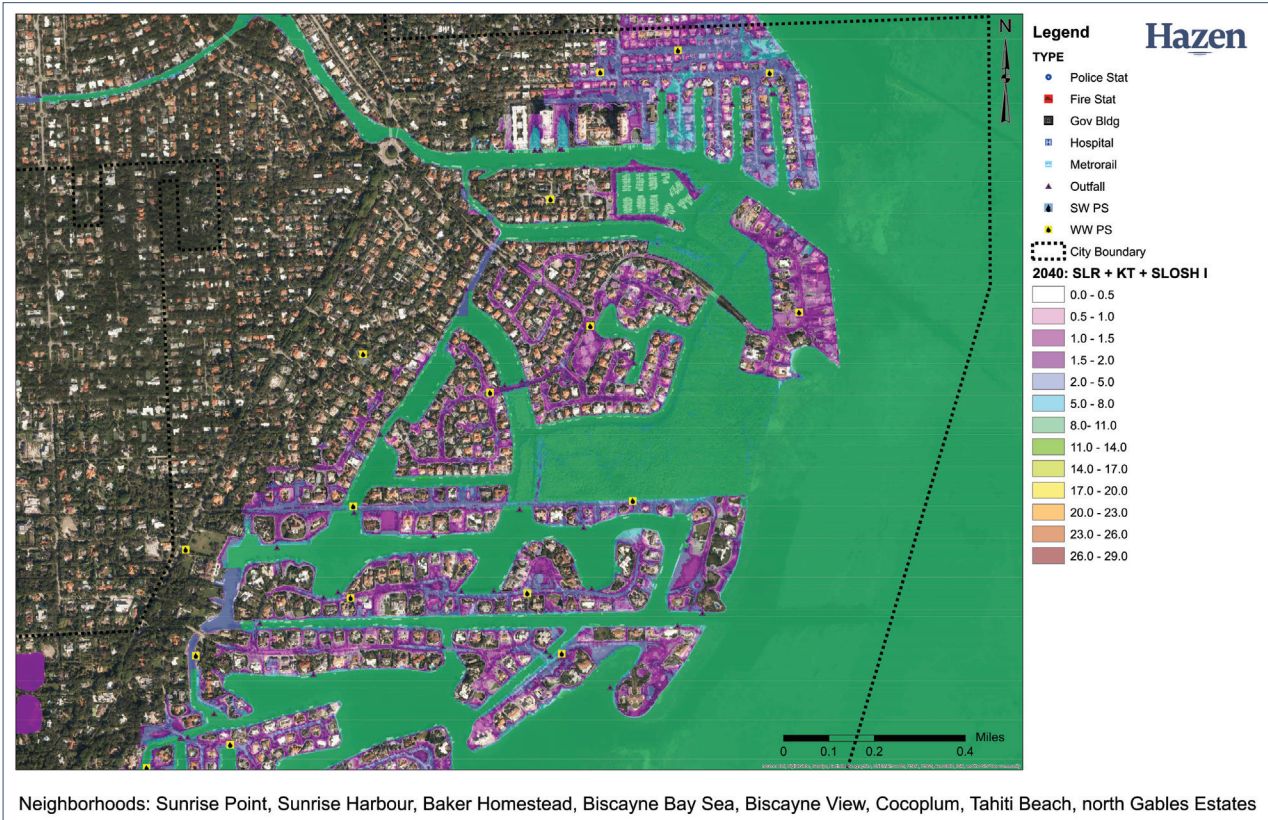 N
Legend
Hazen
TYPE
Police Stat
Fire Stat
Gov Bldg
Hospital
Metrorail
Outfall
SW PS
WW PS
City Boundary
2040: SLR + KT + SLOSH I
0.0 - 0.5
0.5 - 1.0
1.0 - 1.5
1.5 - 2.0
2.0 - 5.0
5.0 - 8.0
8.0- 11.0
11.0 - 14.0
14.0 - 17.0
17.0 - 20.0
20.0 - 23.0
23.0 - 26.0
26.0 - 29.0
Miles
0 0.1 0.2 0.4
Neighborhoods: Sunrise Point, Sunrise Harbour, Baker Homestead, Biscayne Bay Sea, Biscayne View, Cocoplum, Tahiti Beach, north Gables Estates